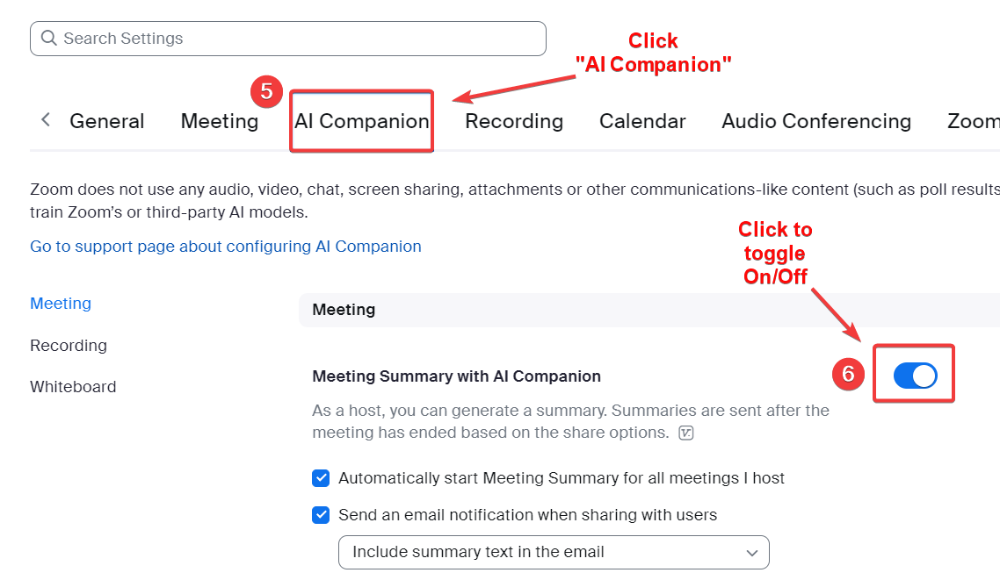 Search Settings
Click
"AI Companion"
5
General Meeting AI Companion Recording Calendar Audio Conferencing Zoom
Zoom does not use any audio, video, chat, screen sharing, attachments or other communications-like content (such as poll results
train Zoom's or third-party AI models.
Go to support page about configuring AI Companion
Click to
toggle
On/Off
Meeting
Recording
Whiteboard
Meeting
Meeting Summary with AI Companion
6
As a host, you can generate a summary. Summaries are sent after the
meeting has ended based on the share options.
Automatically start Meeting Summary for all meetings I host
Send an email notification when sharing with users
Include summary text in the email